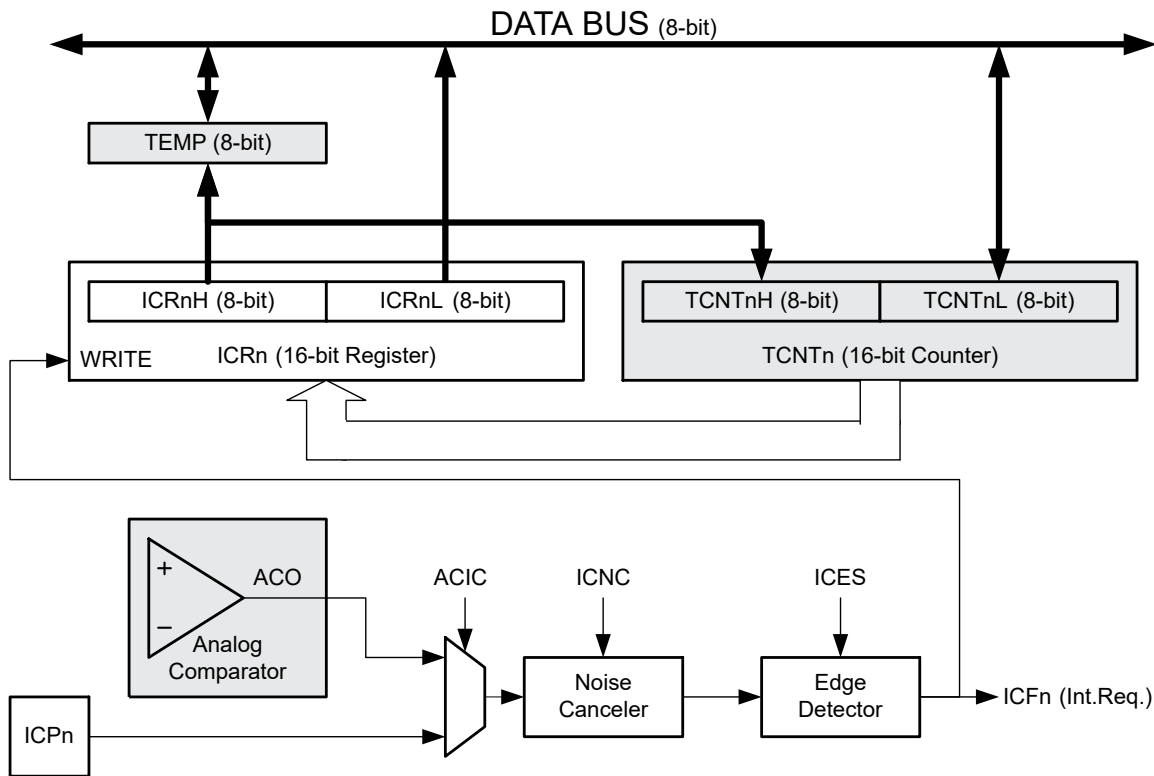 DATA BUS (8-bit)
TEMP (8-bit)
ICRnH (8-bit)
ICRnL (8-bit)
TCNTnH (8-bit)
TCNTnL (8-bit)
WRITE
ICRn (16-bit Register)
TCNTn (16-bit Counter)
+
−
ACO
Analog
Comparator
ACIC
ICNC
ICES
Noise
Canceler
Edge
Detector
ICFn (Int.Req.)
ICPn